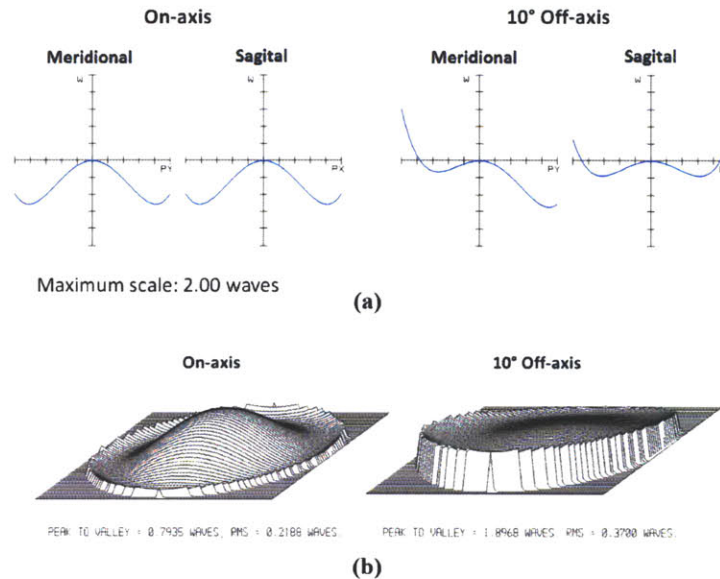 On-axis
10° Off-axis
Meridional
Sagital
Meridional
Sagital
W
W
W
W
PY
PX
PY
Maximum scale: 2.00 waves
(a)
On-axis
10° Off-axis
PEAK TO VALLEY = 0.7935 WAVES, RMS = 0.2188 WAVES.
PEAK TO VALLEY = 1.8968 WAVES. RMS = 0.3700 WAVES.
(b)